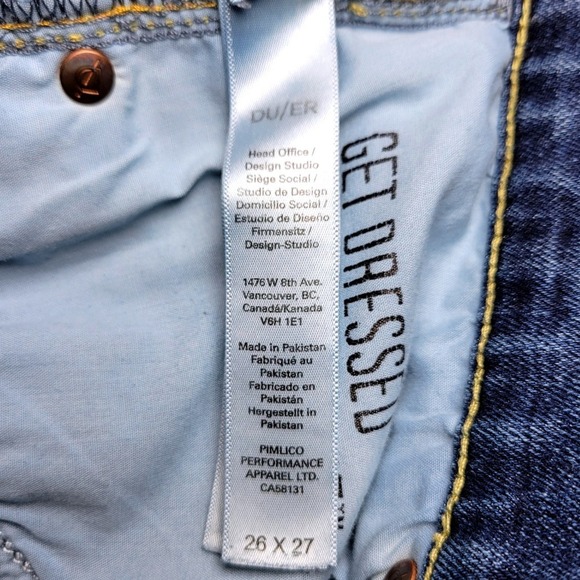 DU/ER
Head Office /
Design Studio
Siège Social /
Studio de Design
Domicilio Social /
Estudio de Diseño
Firmensitz /
Design-Studio
1476 W 8th Ave.
Vancouver, BC,
Canadá/Kanada
V6H 1E1
Made in Pakistan
Fabriqué au
Pakistan
Fabricado en
Pakistán
Hergestellt in
Pakistan
PIMLICO
PERFORMANCE
APPAREL LTD.
CA58131
26 X 27
GET DRESSED